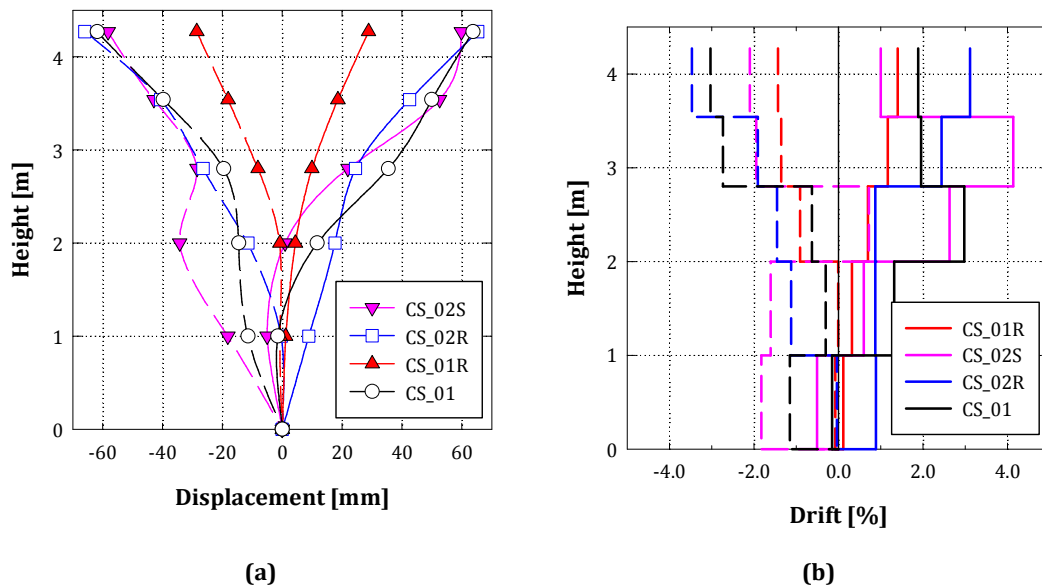 4
3
2
1
0
Height [m]
CS_02S
CS_02R
CS_01R
CS_01
-60 -40 -20 0 20 40 60
Displacement [mm]
(a)
4
3
2
1
0
Height [m]
CS_01R
CS_02S
CS_02R
CS_01
-4.0 -2.0 0.0 2.0 4.0
Drift [%]
(b)